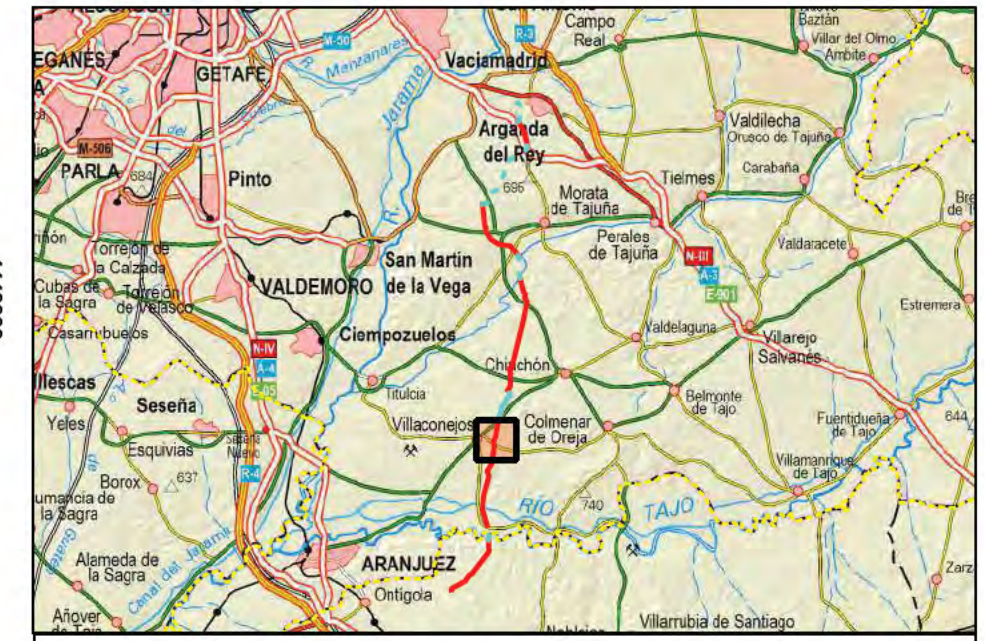 Campo
Real
Baztán
Villar del Olmo
Ambite
R-3
M-50
EGANÉS
GETAFE
R. Manzanares
Vaciamadrid
Jarama
R.
Arganda
del Rey
Valdilecha
Orusco de Tajuña
Carabaña
M-506
PARLA
684
Pinto
695
Morata
de Tajuña
Tielmes
Perales
de Tajuña
N-III
A-3
E-901
Valdaracete
Estremera
Torrejón de
la Calzada
Cubas de
la Sagra
Torrejón
de Velasco
Casarrubuelos
VALDEMORO
San Martín
de la Vega
Ciempozuelos
Valdelaguna
Villarejo
Salvanés
Chinchón
N-IV
A-4
E-05
Illescas
Yeles
Seseña
Esquivias
Seseña
Nuevo
Titulcia
Villaconejos
Colmenar
de Oreja
Belmonte
de Tajo
Fuentidueña
de Tajo
644
Villamanrique
de Tajo
Borox
637
R-4
la Sagra
740
RÍO TAJO
Alameda de
la Sagra
Canal del Jarama
ARANJUEZ
Ontígola
Añover
Zarz
Villarrubia de Santiago